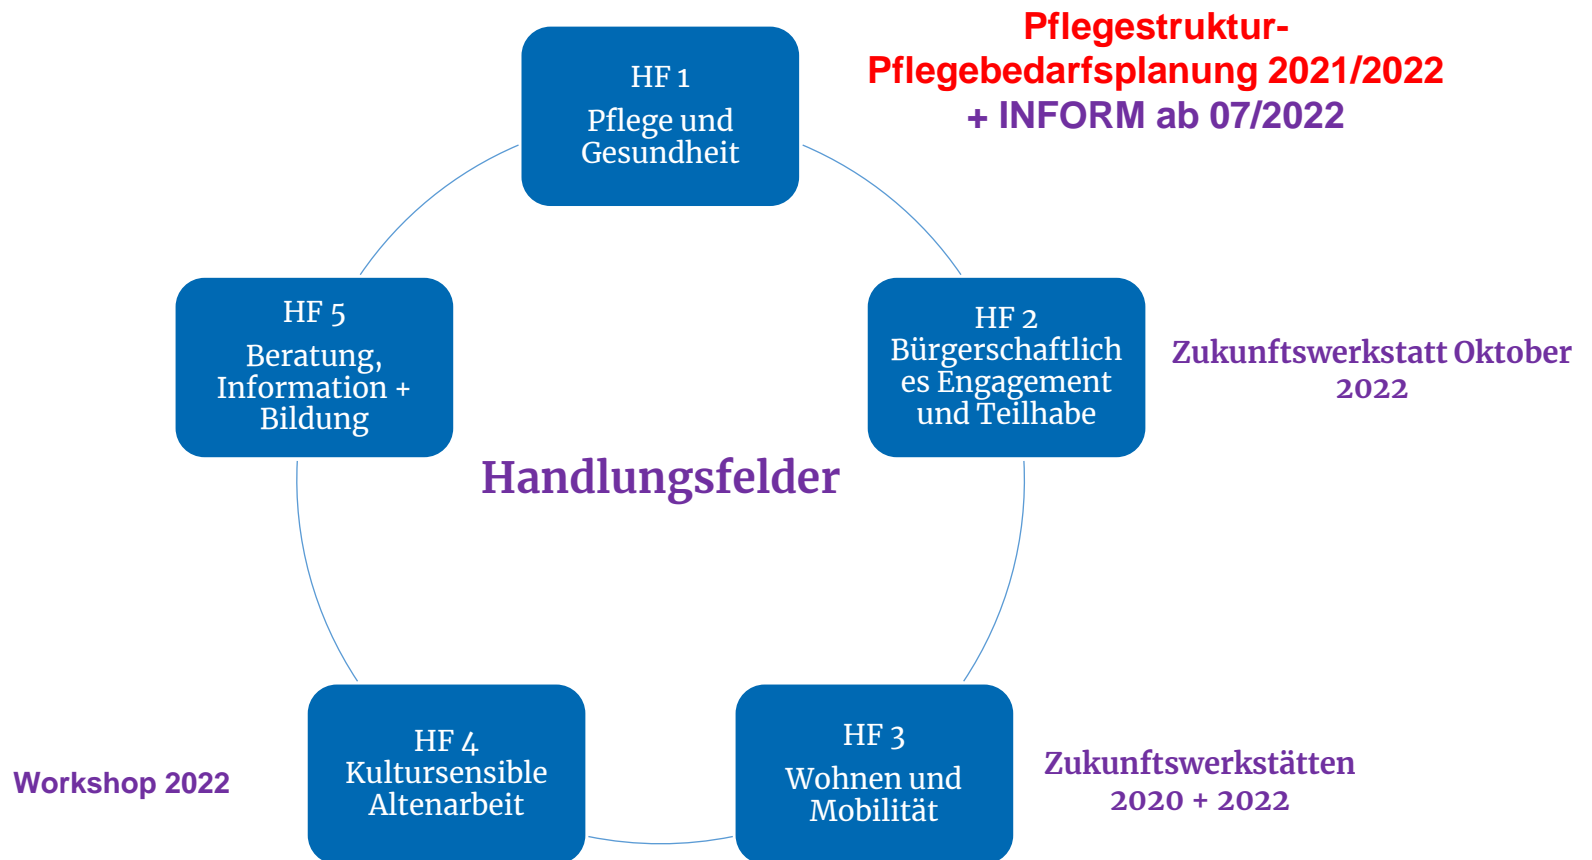 Pflegestruktur-
Pflegebedarfsplanung 2021/2022
+ INFORM ab 07/2022
HF 1
Pflege und
Gesundheit
HF 5
Beratung,
Information +
Bildung
HF 2
Bürgerschaftlich
es Engagement
und Teilhabe
Zukunftswerkstatt Oktober
2022
Handlungsfelder
Workshop 2022
HF 4
Kultursensible
Altenarbeit
HF 3
Wohnen und
Mobilität
Zukunftswerkstätten
2020 + 2022